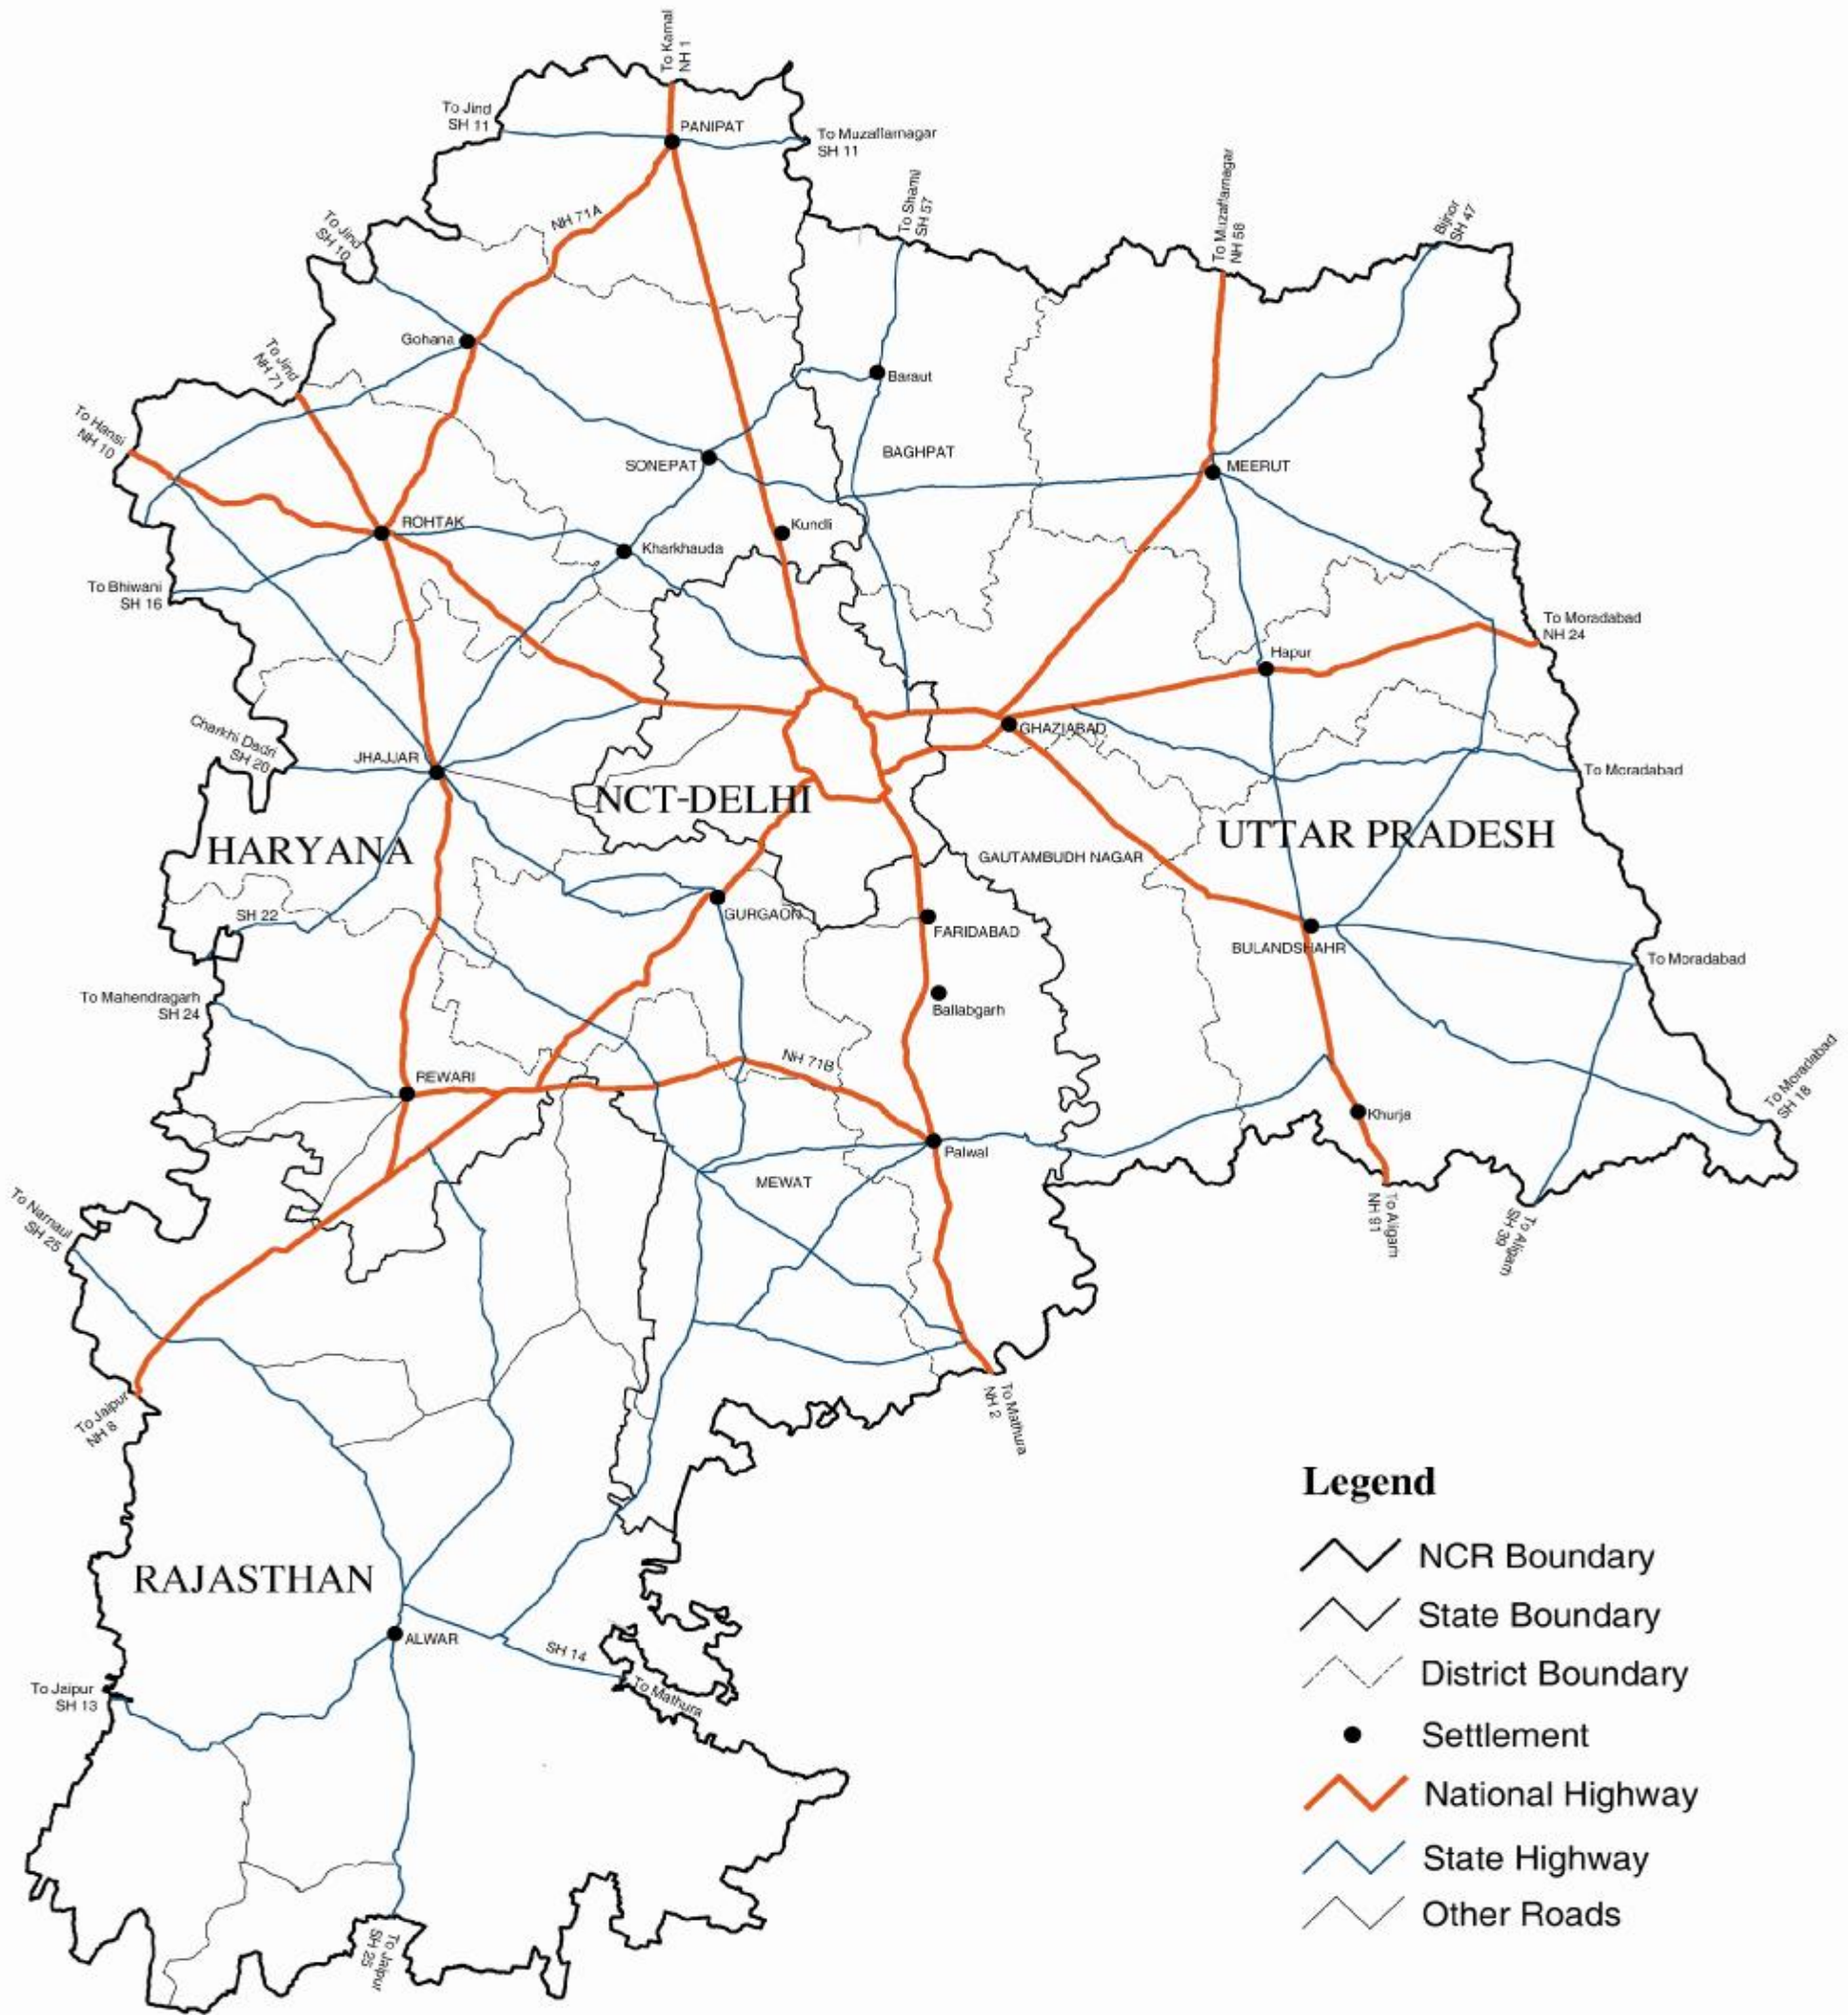 To Karnal
NH 1
To Jind
SH 11
PANIPAT
To Muzaffarnagar
SH 11
To Shamli
SH 57
To Muzaffarnagar
NH 58
Bijnor
SH 47
NH 71A
To Jind
SH 10
Gohana
To Jind
NH 71
Baraut
To Hansi
NH 10
BAGHPAT
SONEPAT
MEERUT
ROHTAK
Kundli
Kharkhauda
To Bhiwani
SH 16
To Moradabad
NH 24
Hapur
Charkhi Dadri
SH 20
GHAZIABAD
JHAJJAR
To Moradabad
NCT-DELHI
HARYANA
UTTAR PRADESH
GAUTAMBUDH NAGAR
SH 22
GURGAON
FARIDABAD
BULANDSHAHR
To Moradabad
To Mahendragarh
SH 24
Ballabgarh
NH 71B
REWARI
To Moradabad
SH 18
Khurja
Palwal
MEWAT
To Narnaul
SH 25
To Aligarh
NH 91
To Aligarh
SH 39
To Jaipur
NH 8
To Mathura
NH 2
RAJASTHAN
ALWAR
SH 14
To Mathura
To Jaipur
SH 13
To Jaipur
SH 25
Legend
NCR Boundary
State Boundary
District Boundary
Settlement
National Highway
State Highway
Other Roads